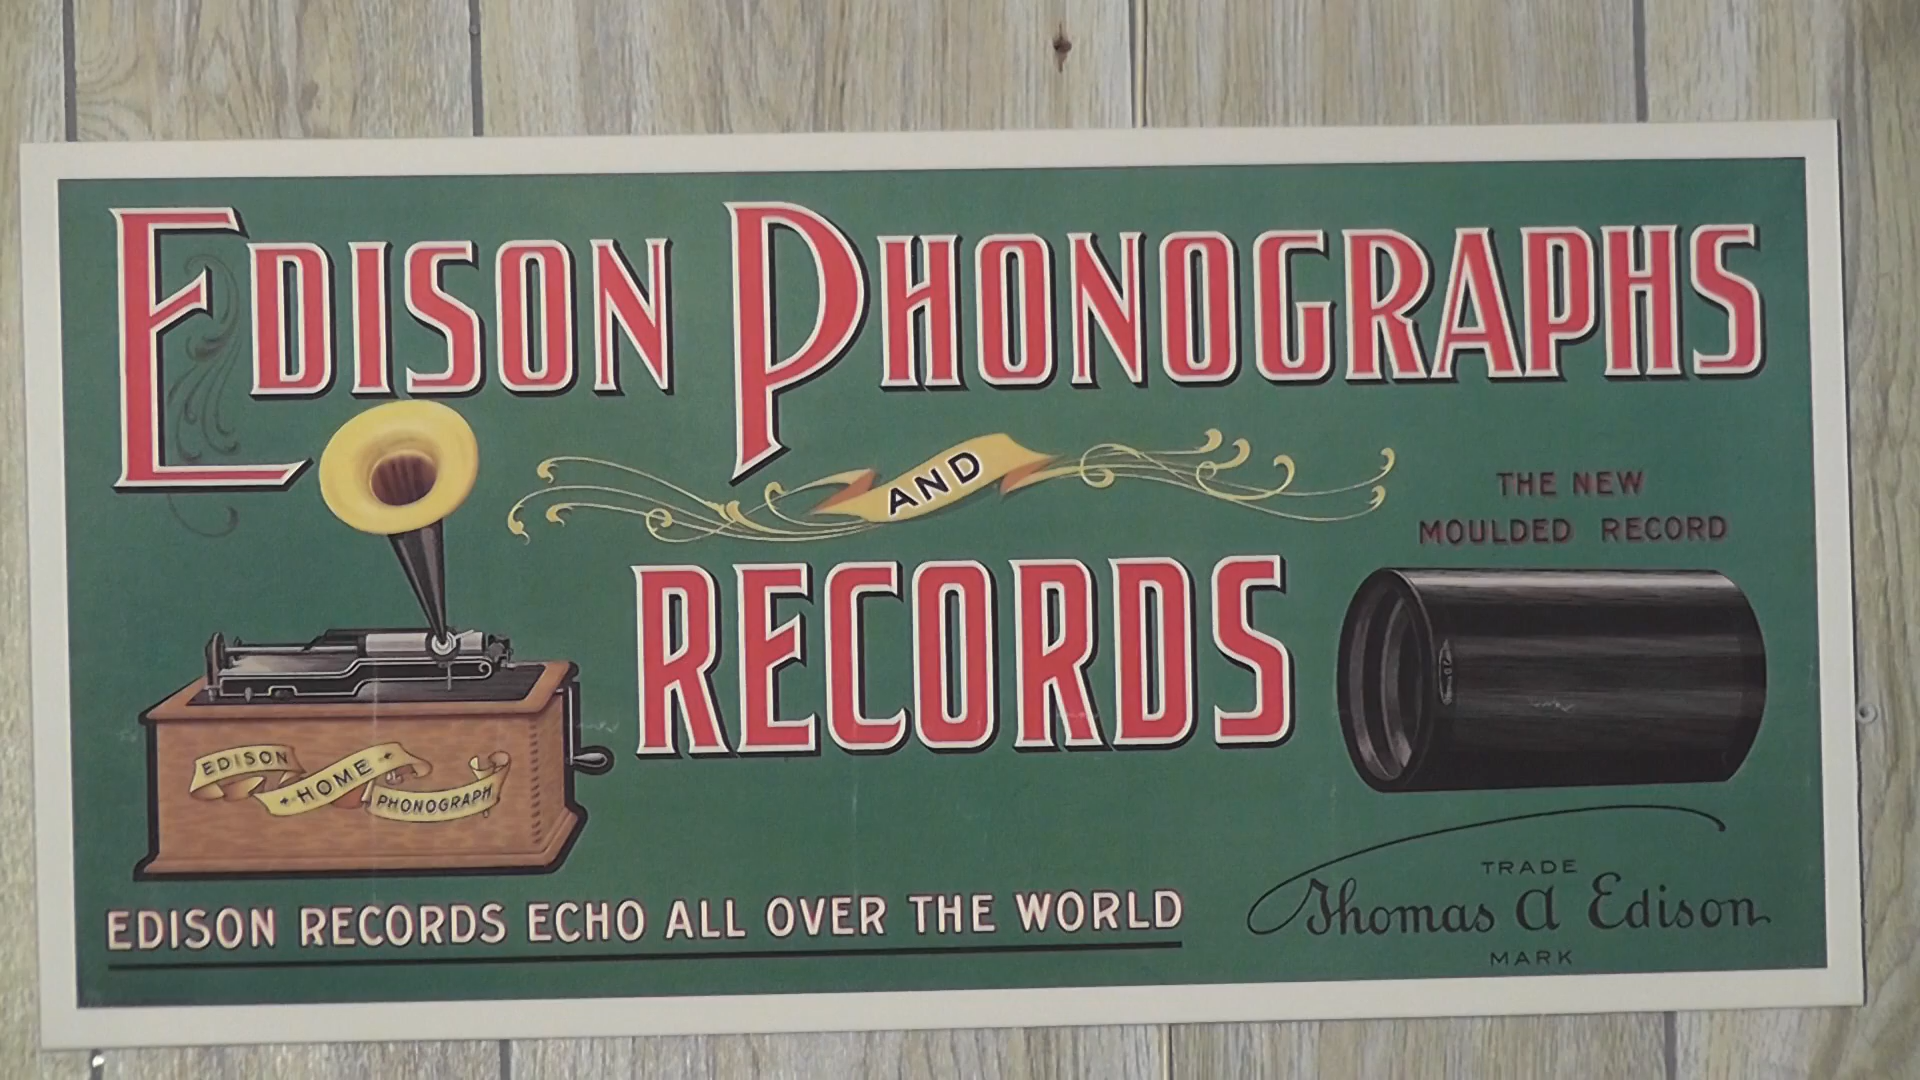 EDISON PHONOGRAPHS
AND
RECORDS
THE NEW
MOULDED RECORD
EDISON
HOME
PHONOGRAPH
EDISON RECORDS ECHO ALL OVER THE WORLD
TRADE
Thomas A Edison
MARK